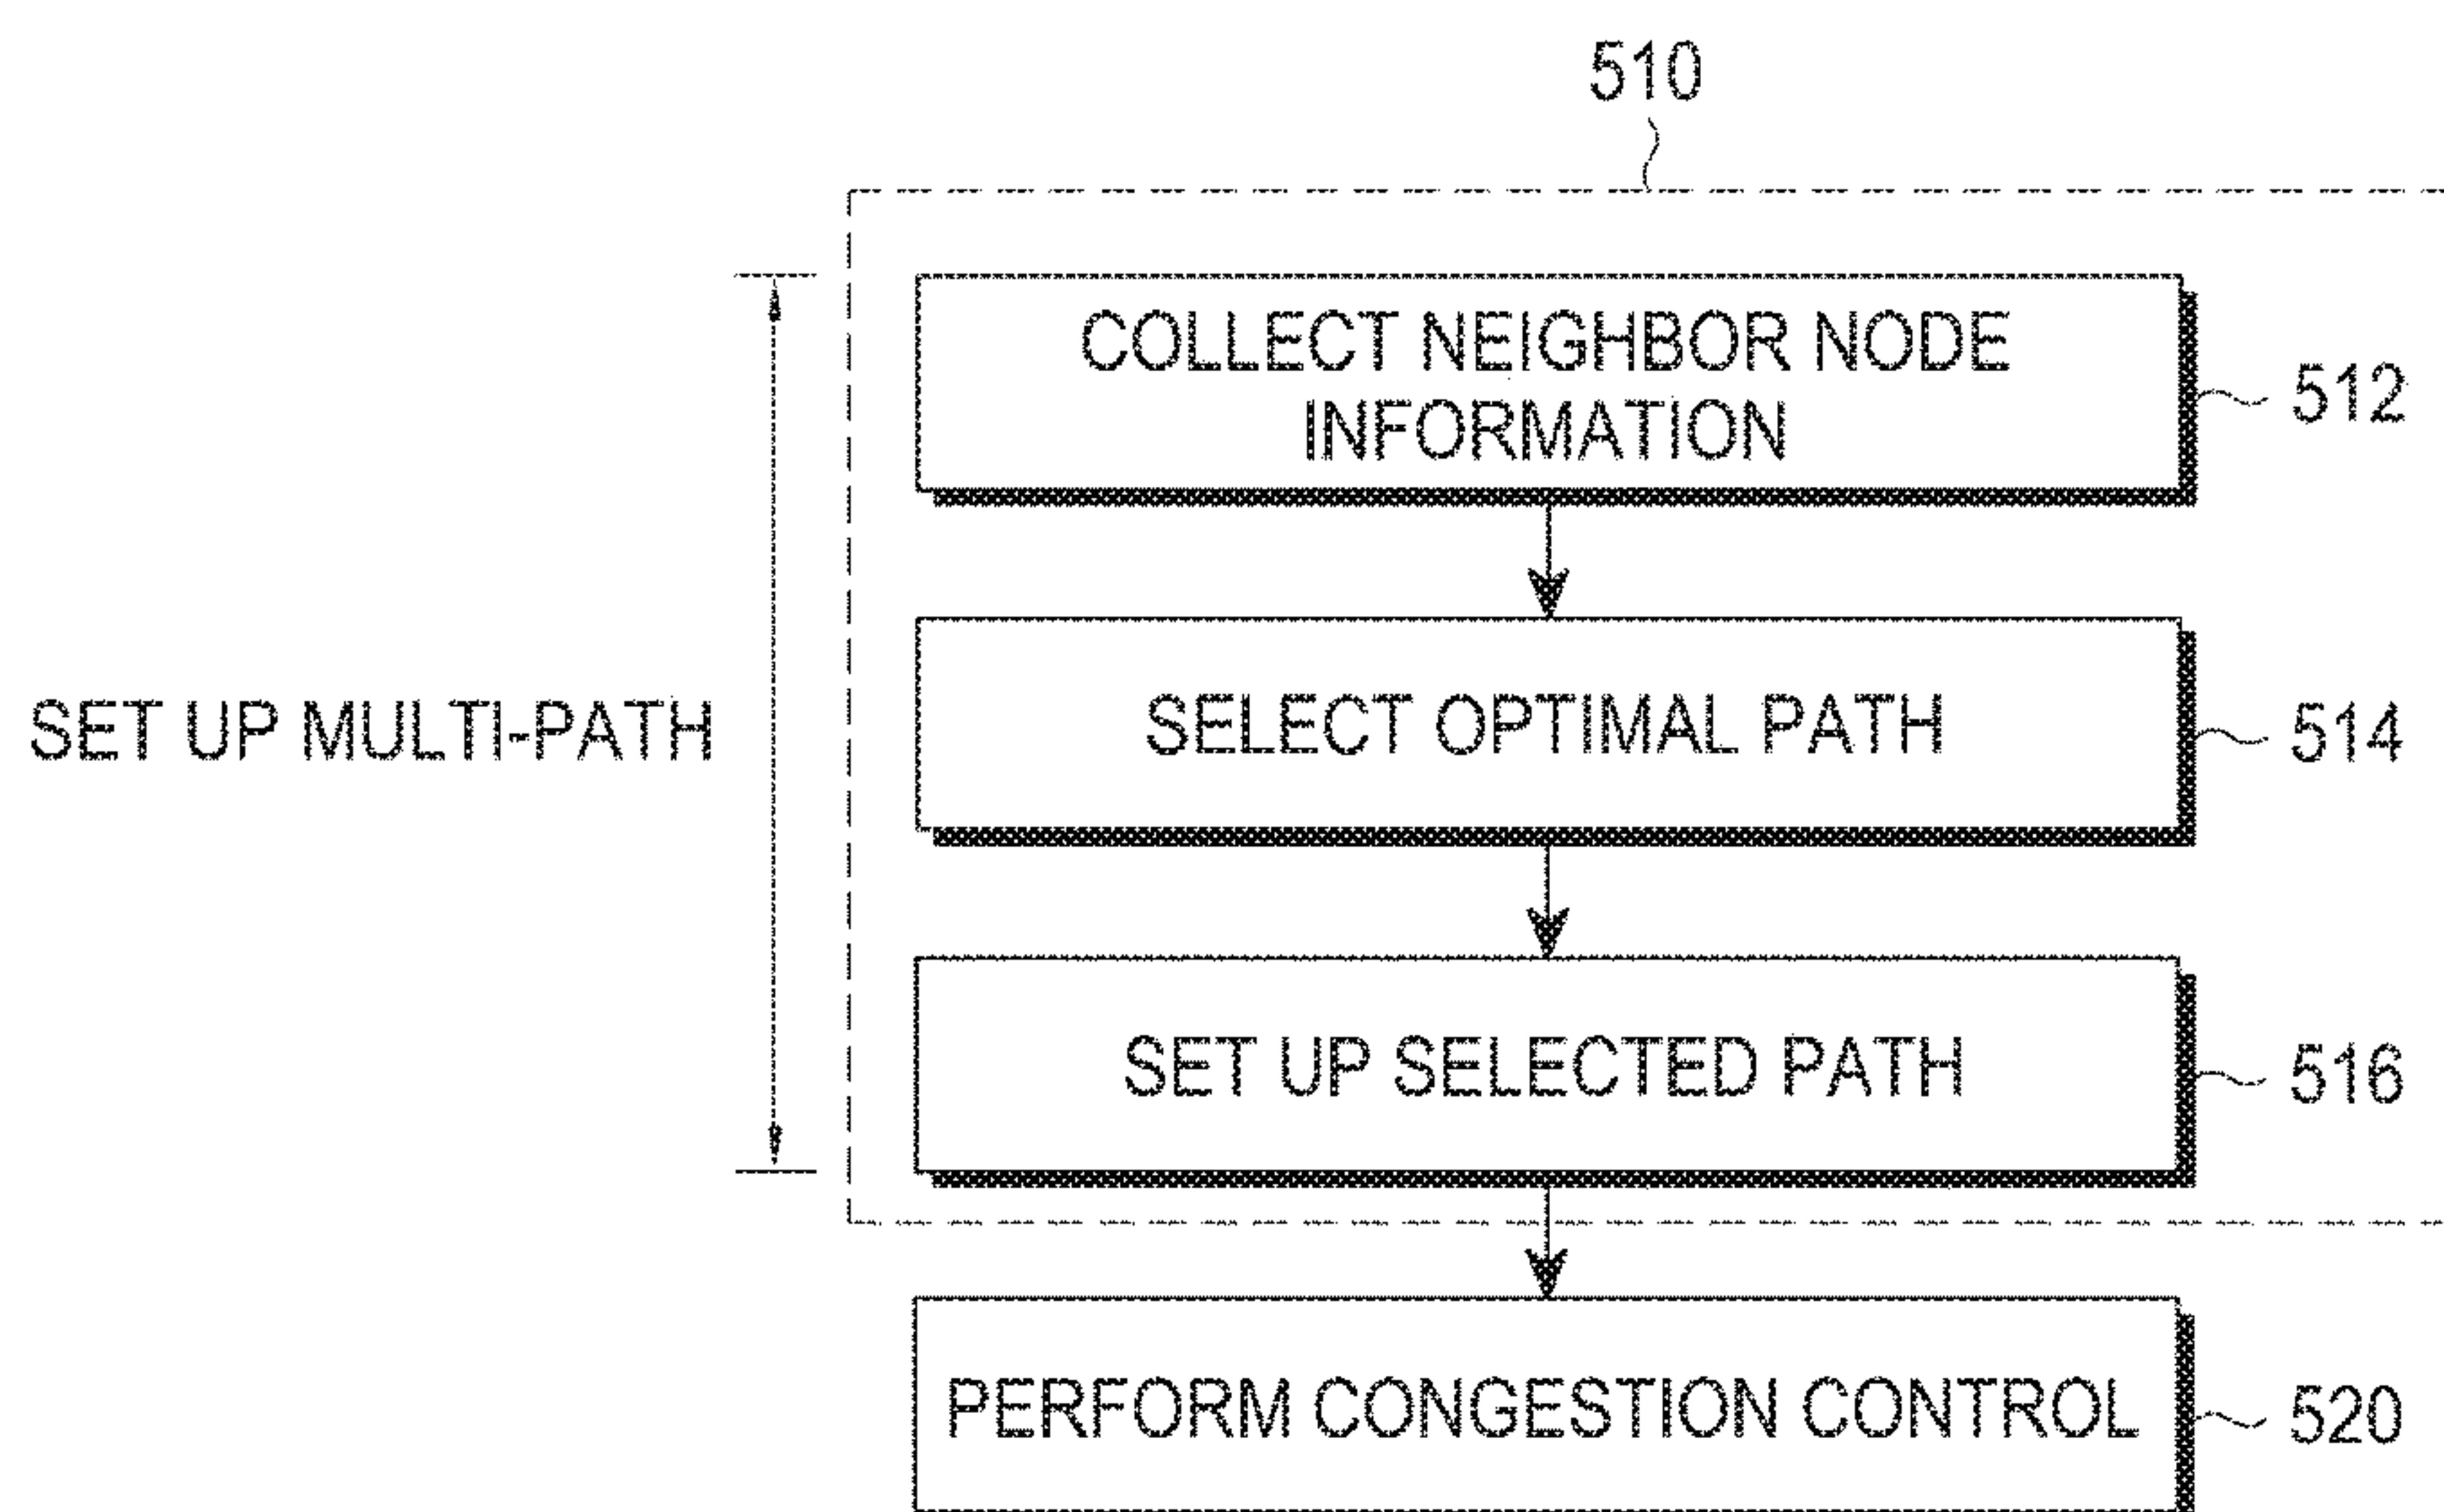 510
COLLECT NEIGHBOR NODE
INFORMATION
512
SET UP MULTI-PATH
SELECT OPTIMAL PATH
514
SET UP SELECTED PATH
516
PERFORM CONGESTION CONTROL
520